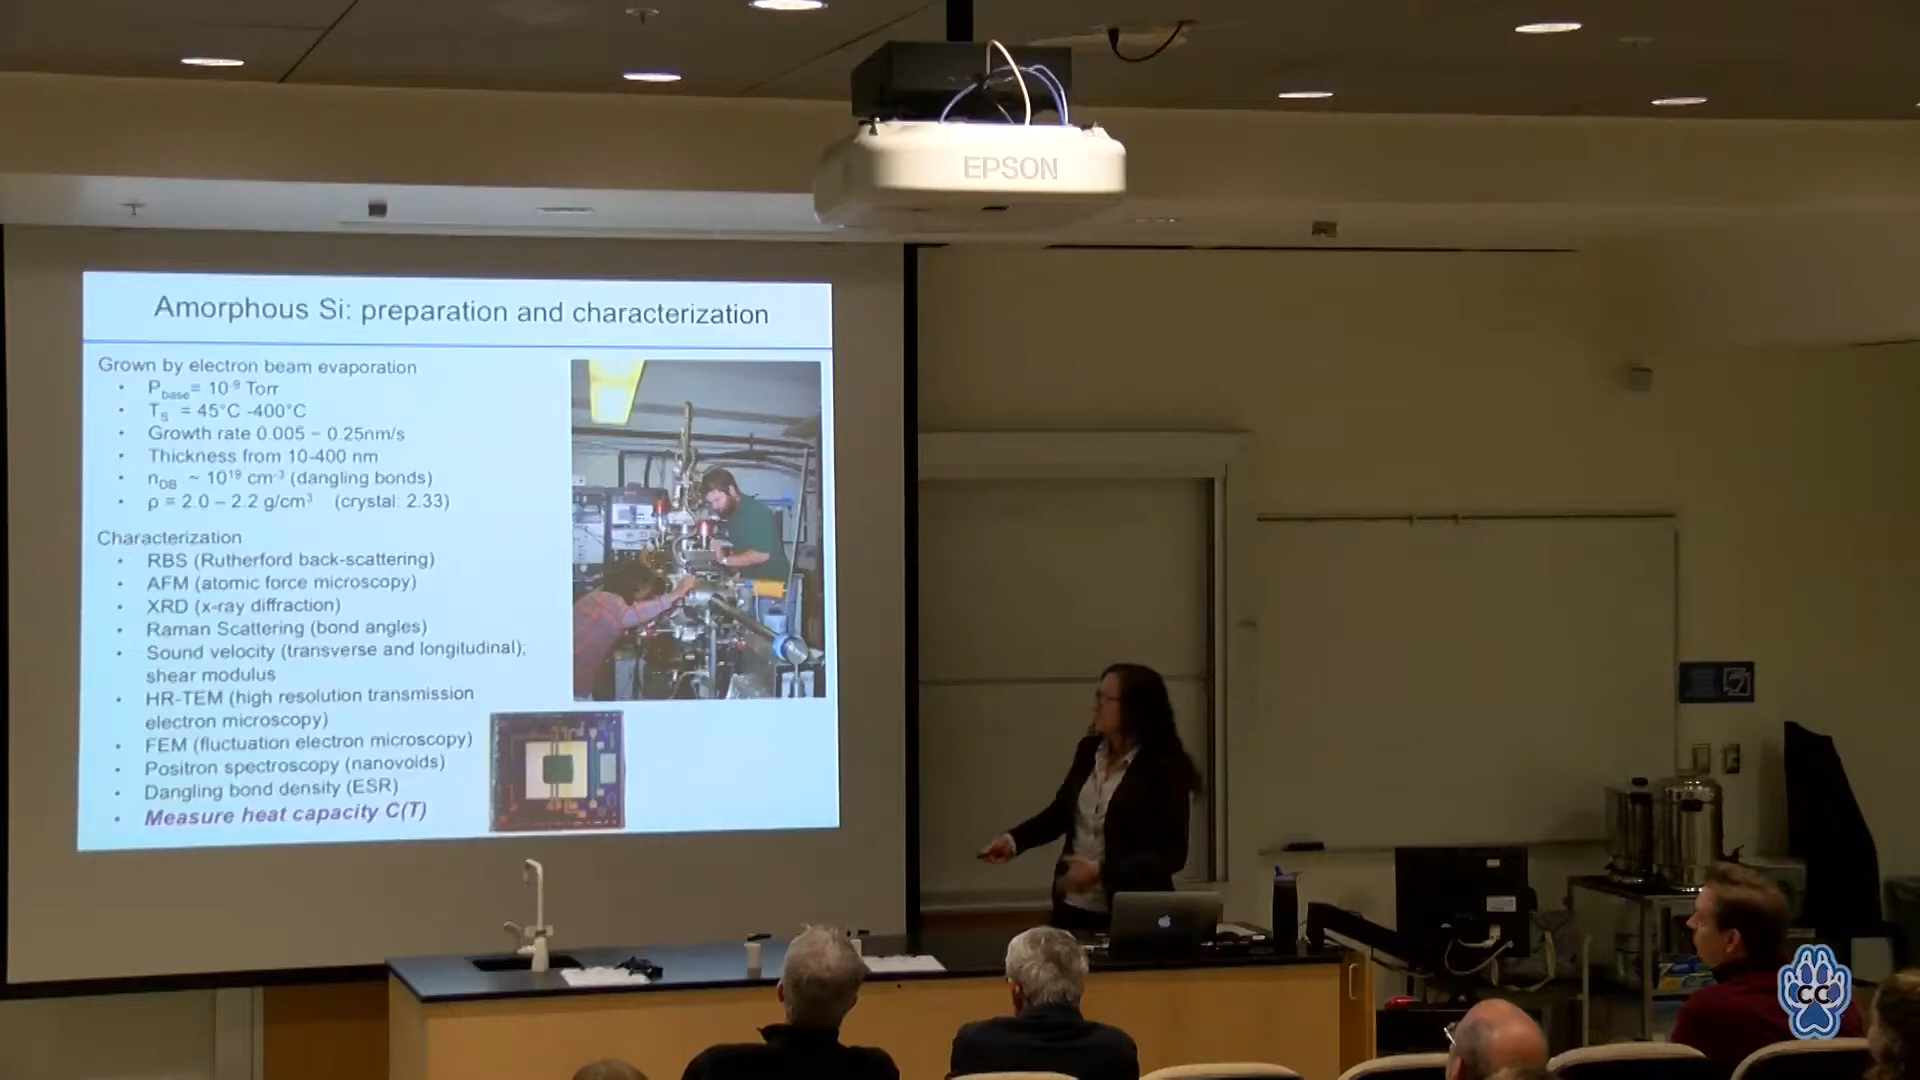 EPSON
Amorphous Si: preparation and characterization
Grown by electron beam evaporation
• Pbase= 10-9 Torr
• TS = 45°C -400°C
• Growth rate 0.005 – 0.25nm/s
• Thickness from 10-400 nm
• nDB ~ 1019 cm-3 (dangling bonds)
• ρ = 2.0 – 2.2 g/cm3 (crystal: 2.33)
Characterization
• RBS (Rutherford back-scattering)
• AFM (atomic force microscopy)
• XRD (x-ray diffraction)
• Raman Scattering (bond angles)
• Sound velocity (transverse and longitudinal);
shear modulus
• HR-TEM (high resolution transmission
electron microscopy)
• FEM (fluctuation electron microscopy)
• Positron spectroscopy (nanovoids)
• Dangling bond density (ESR)
• Measure heat capacity C(T)
CC